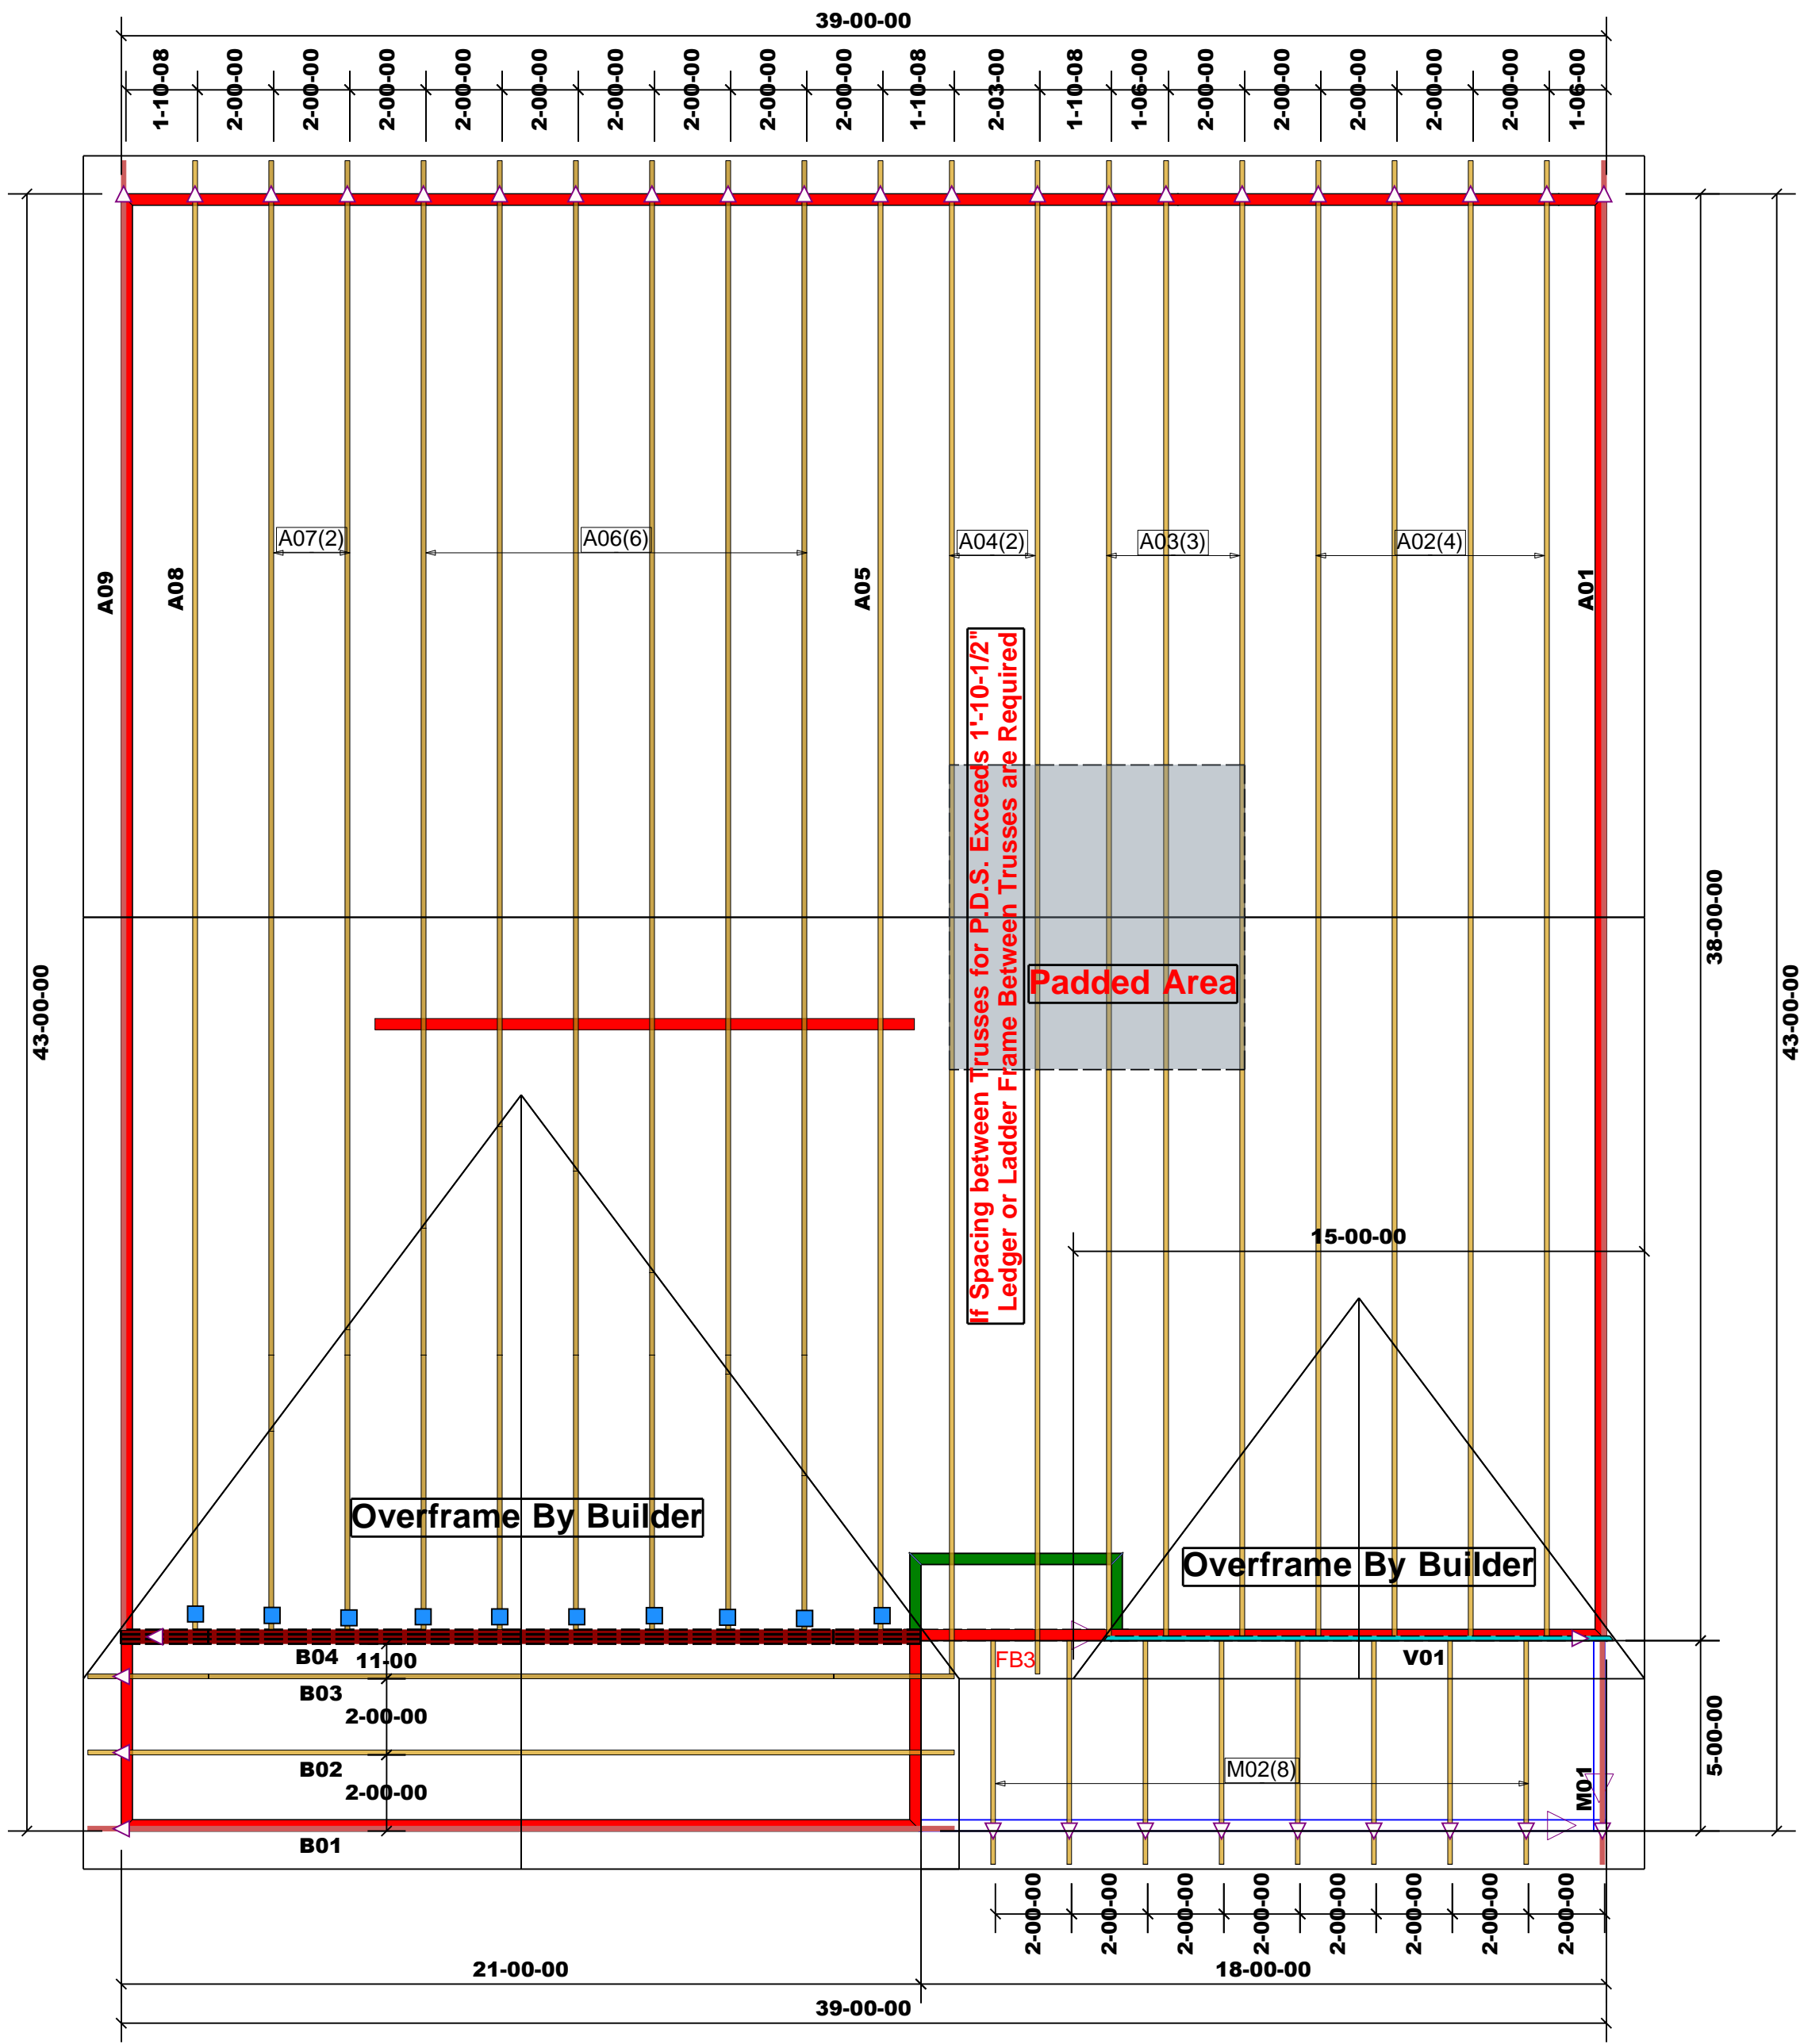 39-00-00
1-10-08
2-00-00
2-00-00
2-00-00
2-00-00
2-00-00
2-00-00
2-00-00
2-00-00
2-00-00
1-10-08
2-03-00
1-10-08
1-06-00
2-00-00
2-00-00
2-00-00
2-00-00
2-00-00
1-06-00
A09
A08
A07(2)
A06(6)
A05
A04(2)
A03(3)
A02(4)
A01
If Spacing between Trusses for P.D.S. Exceeds 1'-10-1/2"
Ledger or Ladder Frame Between Trusses are Required
Padded Area
43-00-00
38-00-00
43-00-00
15-00-00
Overframe By Builder
Overframe By Builder
B04
11-00
FB3
V01
B03
2-00-00
B02
2-00-00
M02(8)
M01
5-00-00
B01
2-00-00
2-00-00
2-00-00
2-00-00
2-00-00
2-00-00
2-00-00
2-00-00
21-00-00
18-00-00
39-00-00